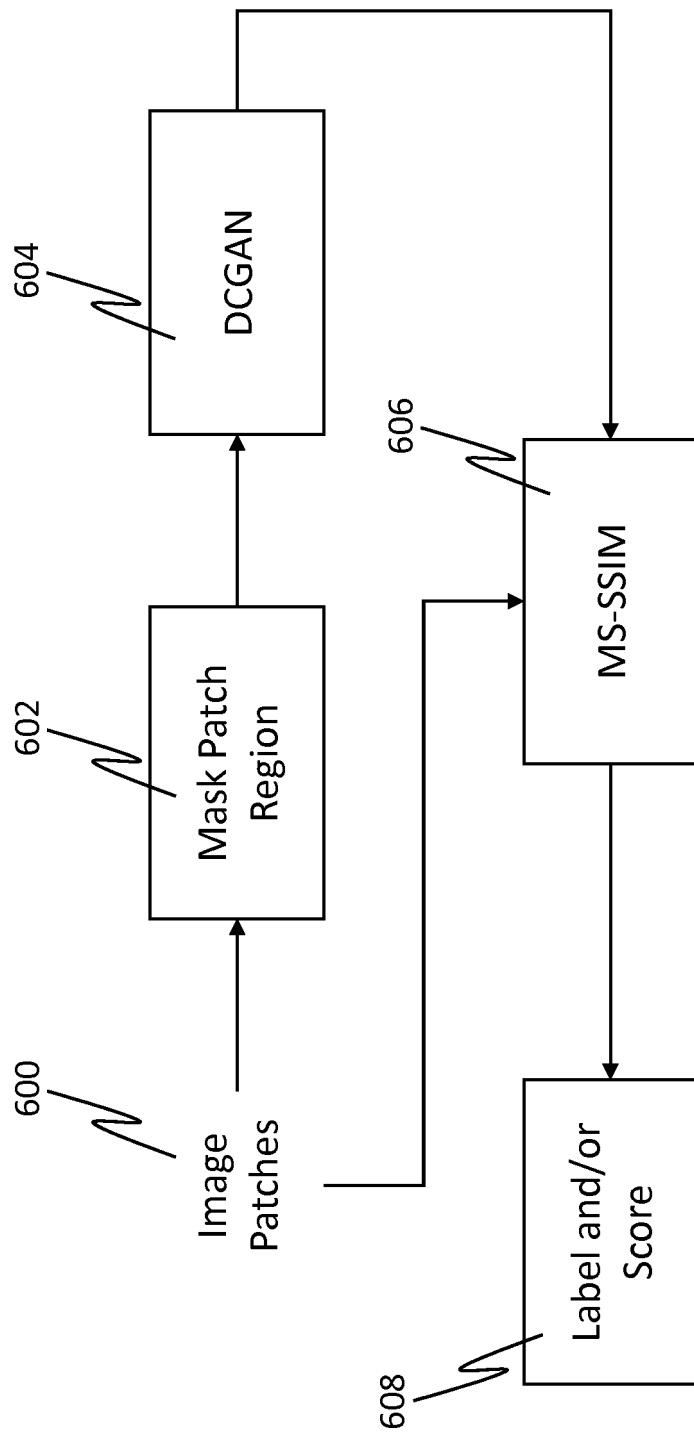 600
Image
Patches
602
Mask Patch
Region
604
DCGAN
606
MS-SSIM
608
Label and/or
Score